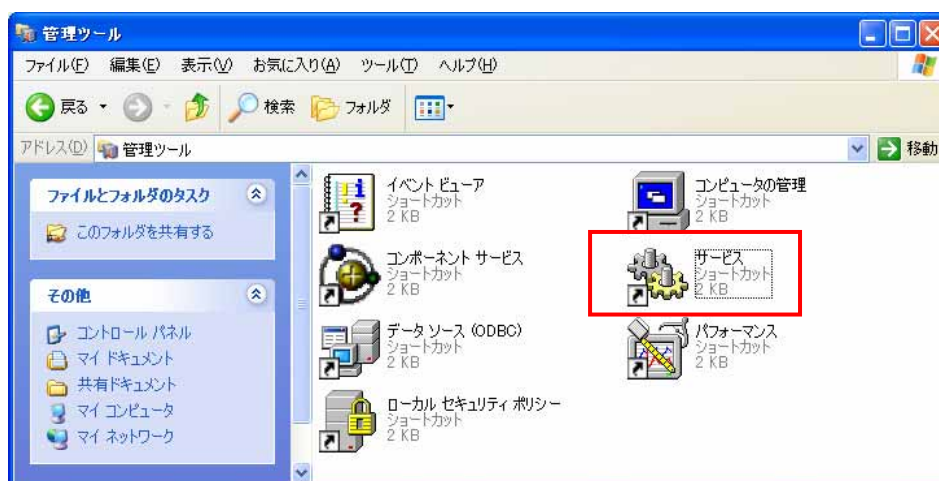 管理ツール
ファイル(F) 編集(E) 表示(V) お気に入り(A) ツール(T) ヘルプ(H)
戻る 検索 フォルダ
アドレス(D) 管理ツール 移動
ファイルとフォルダのタスク
このフォルダを共有する
その他
コントロール パネル
マイ ドキュメント
共有ドキュメント
マイ コンピュータ
マイ ネットワーク
イベント ビューア
ショートカット
2 KB
コンピュータの管理
ショートカット
2 KB
コンポーネント サービス
ショートカット
2 KB
サービス
ショートカット
2 KB
データ ソース (ODBC)
ショートカット
2 KB
パフォーマンス
ショートカット
2 KB
ローカル セキュリティ ポリシー
ショートカット
2 KB